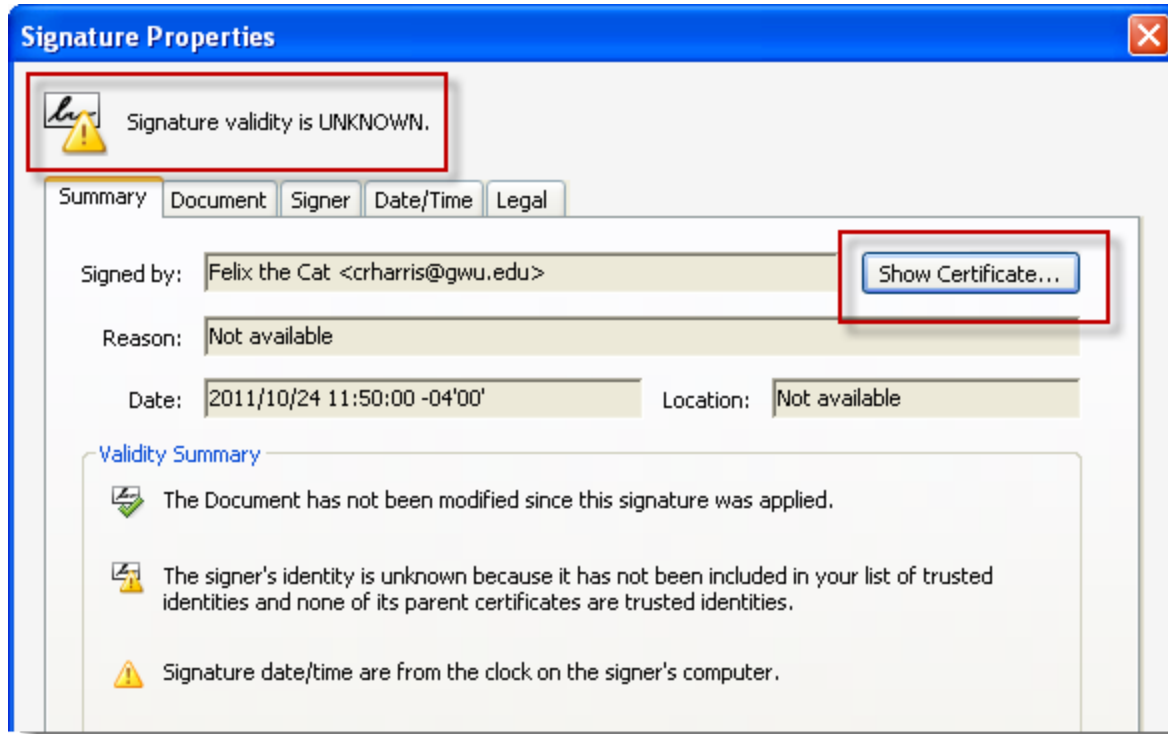 Signature Properties
Signature validity is UNKNOWN.
Summary Document Signer Date/Time Legal
Signed by: Felix the Cat <crharris@gwu.edu> Show Certificate...
Reason: Not available
Date: 2011/10/24 11:50:00 -04'00' Location: Not available
Validity Summary
The Document has not been modified since this signature was applied.
The signer's identity is unknown because it has not been included in your list of trusted
identities and none of its parent certificates are trusted identities.
Signature date/time are from the clock on the signer's computer.